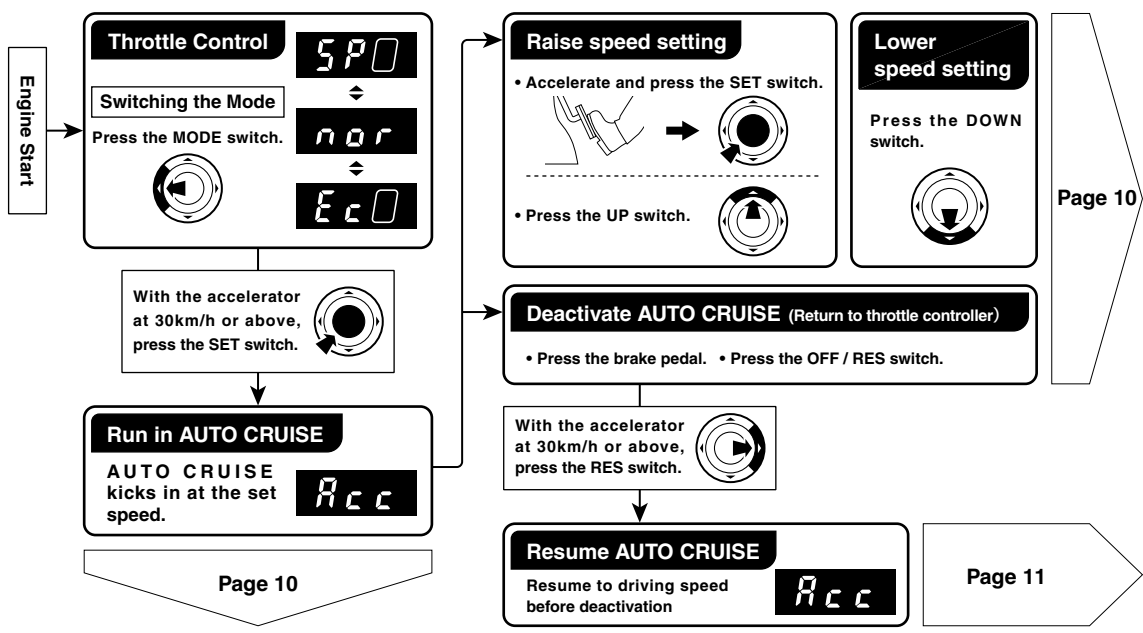 Engine Start
Throttle Control
Switching the Mode
Press the MODE switch.
SP0
nor
Ec0
With the accelerator
at 30km/h or above,
press the SET switch.
Run in AUTO CRUISE
AUTO CRUISE
kicks in at the set
speed.
Acc
Page 10
Raise speed setting
• Accelerate and press the SET switch.
• Press the UP switch.
Lower
speed setting
Press the DOWN
switch.
Page 10
Deactivate AUTO CRUISE (Return to throttle controller)
• Press the brake pedal. • Press the OFF / RES switch.
With the accelerator
at 30km/h or above,
press the RES switch.
Resume AUTO CRUISE
Resume to driving speed
before deactivation
Acc
Page 11